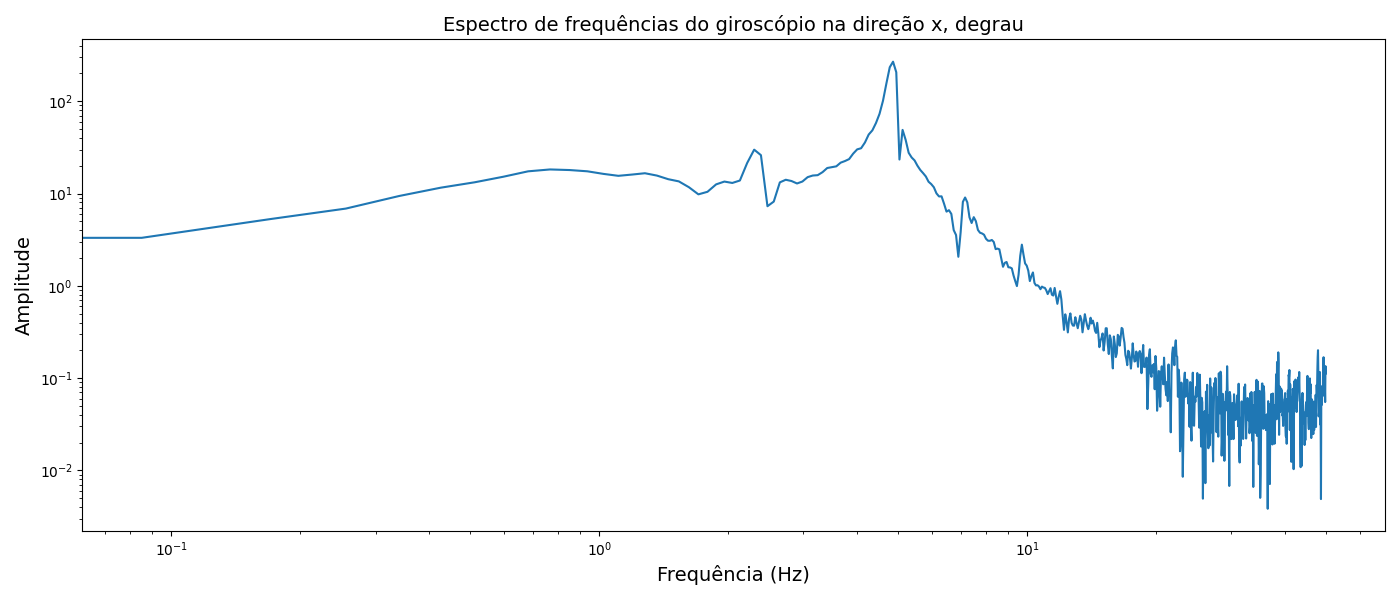 Espectro de frequências do giroscópio na direção x, degrau
Amplitude
10²
10¹
10⁰
10⁻¹
10⁻²
10⁻¹
10⁰
10¹
Frequência (Hz)